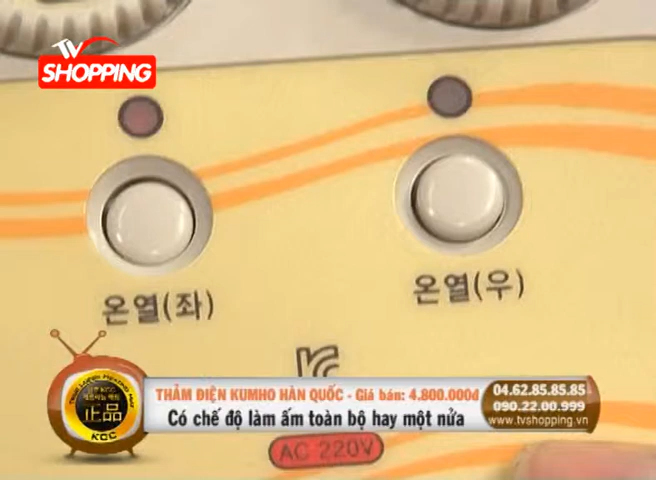 TV
SHOPPING
온열(좌)
온열(우)
正品
KCC
THẢM ĐIỆN KUMHO HÀN QUỐC - Giá bán: 4.800.000đ
Có chế độ làm ấm toàn bộ hay một nửa
04.62.85.85.85
090.22.00.999
www.tvshopping.vn
AC 220V